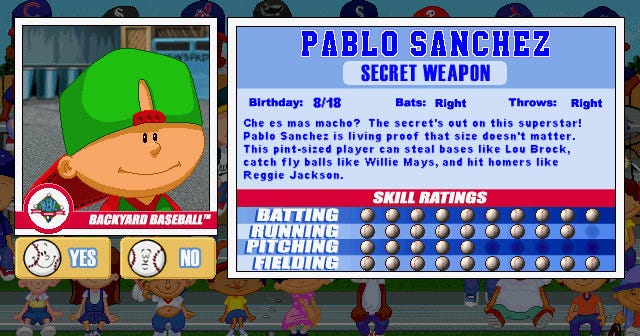 PABLO SANCHEZ
SECRET WEAPON
Birthday: 8/18 Bats: Right Throws: Right
Che es mas macho? The secret's out on this superstar!
Pablo Sanchez is living proof that size doesn't matter.
This pint-sized player can steal bases like Lou Brock,
catch fly balls like Willie Mays, and hit homers like
Reggie Jackson.
SKILL RATINGS
BATTING
RUNNING
PITCHING
FIELDING
BACKYARD BASEBALL™
YES
NO